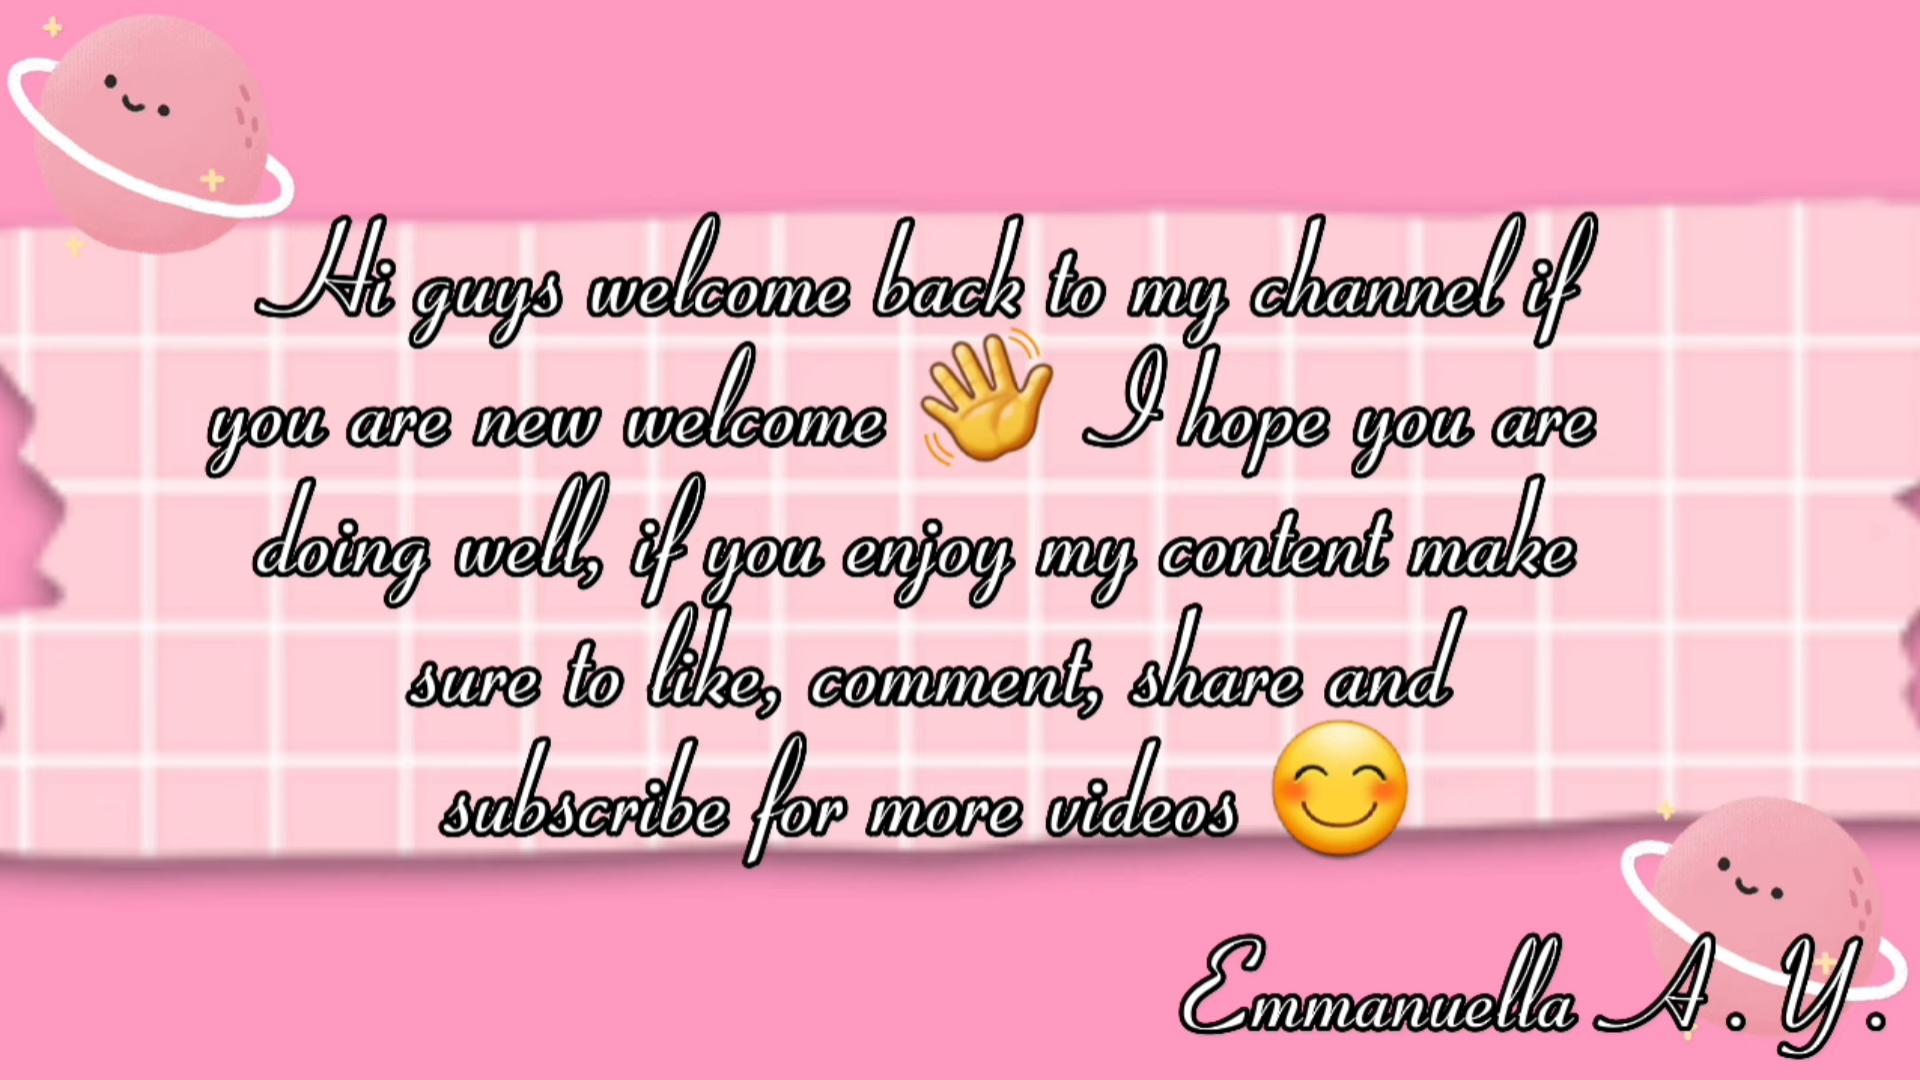 Hi guys welcome back to my channel if
you are new welcome 👋 I hope you are
doing well, if you enjoy my content make
sure to like, comment, share and
subscribe for more videos 😊
Emmanuella A. Y.